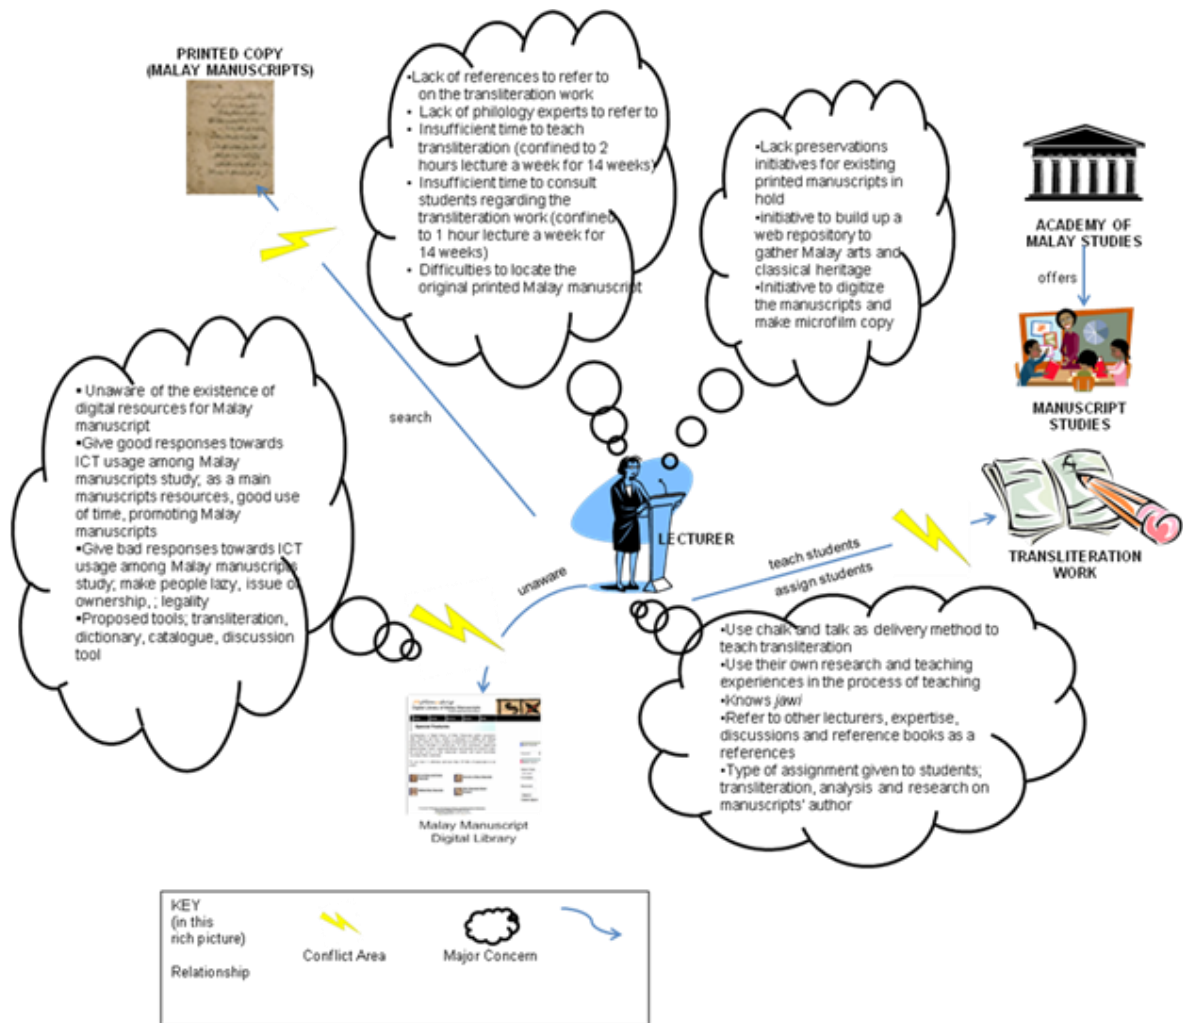 PRINTED COPY
(MALAY MANUSCRIPTS)
•Lack of references to refer to
on the transliteration work
• Lack of philology experts to refer to
• Insufficient time to teach
transliteration (confined to 2
hours lecture a week for 14 weeks)
• Insufficient time to consult
students regarding the
transliteration work (confined
to 1 hour lecture a week for
14 weeks)
• Difficulties to locate the
original printed Malay manuscript
•Lack preservations
initiatives for existing
printed manuscripts in
hold
•initiative to build up a
web repository to
gather Malay arts and
classical heritage
•Initiative to digitize
the manuscripts and
make microfilm copy
ACADEMY OF
MALAY STUDIES
offers
MANUSCRIPT
STUDIES
TRANSLITERATION
WORK
search
▪ Unaware of the existence of
digital resources for Malay
manuscript
▪Give good responses towards
ICT usage among Malay
manuscripts study; as a main
manuscripts resources, good use
of time, promoting Malay
manuscripts
▪Give bad responses towards ICT
usage among Malay manuscripts
study; make people lazy, issue of
ownership, ; legality
▪Proposed tools; transliteration,
dictionary, catalogue, discussion
tool
LECTURER
unaware
teach students
assign students
•Use chalk and talk as delivery method to
teach transliteration
•Use their own research and teaching
experiences in the process of teaching
•Knows jawi
•Refer to other lecturers, expertise,
discussions and reference books as a
references
•Type of assignment given to students;
transliteration, analysis and research on
manuscripts' author
Digital Library of Malay Manuscripts
Malay Manuscript
Digital Library
KEY
(in this
rich picture)
Relationship
Conflict Area
Major Concern